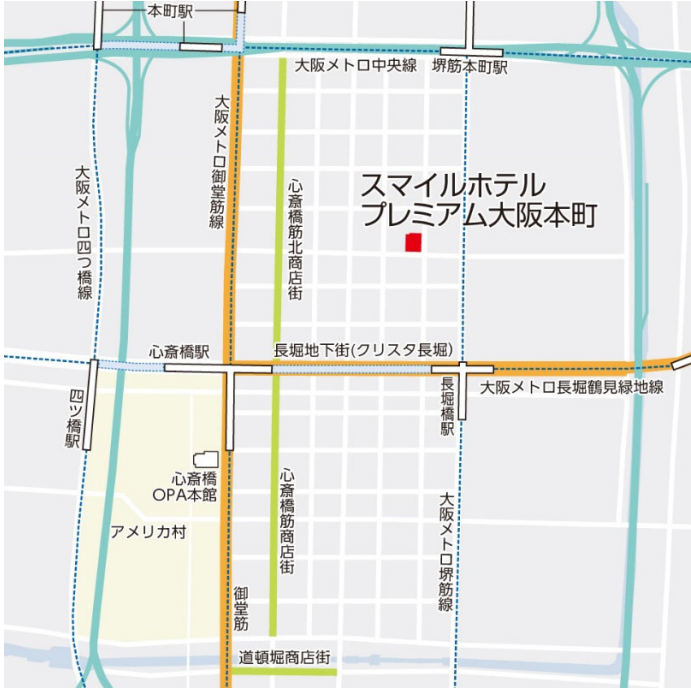 本町駅
大阪メトロ中央線
堺筋本町駅
大阪メトロ御堂筋線
大阪メトロ四つ橋線
心斎橋筋北商店街
スマイルホテル
プレミアム大阪本町
心斎橋駅
長堀地下街(クリスタ長堀)
大阪メトロ長堀鶴見緑地線
四ツ橋駅
長堀橋駅
心斎橋
OPA本館
心斎橋筋商店街
大阪メトロ堺筋線
アメリカ村
御堂筋
道頓堀商店街